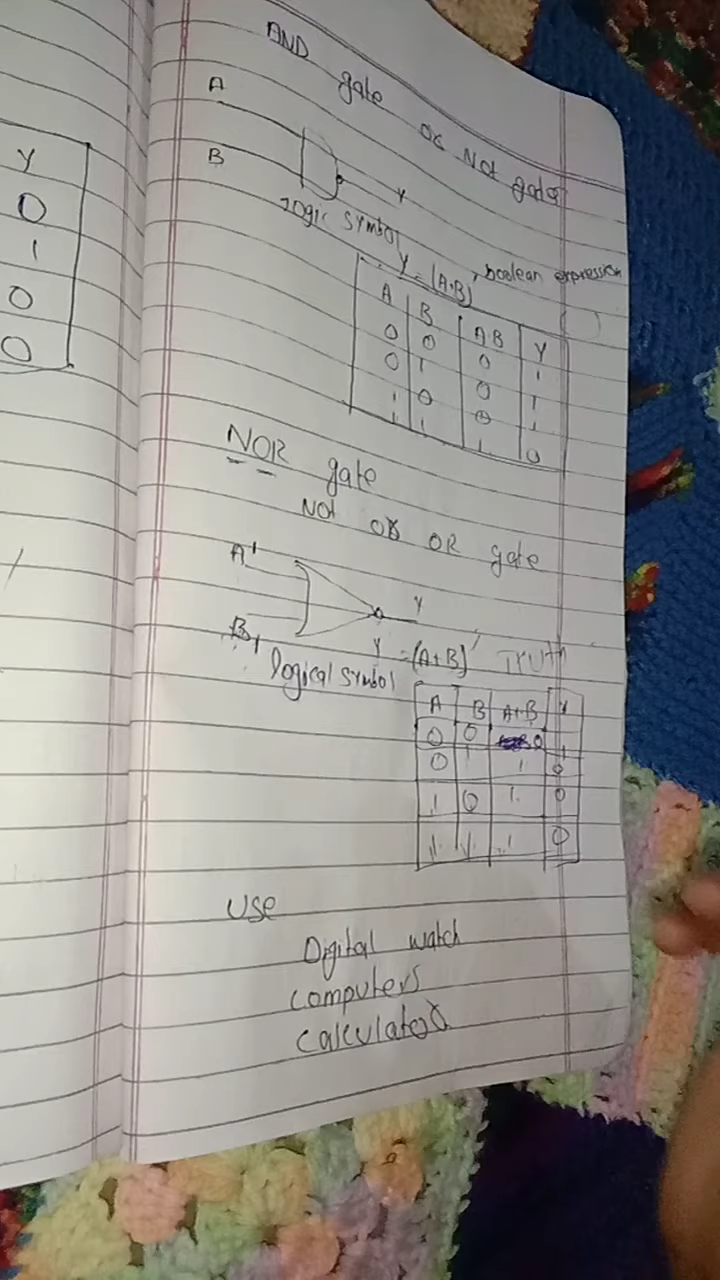 Y
0
1
0
0
AND gate or Not gate
A
B
Y
logic symbol
Y = (A·B)' boolean expression
A B A·B Y
0 0 0 1
0 1 0 1
1 0 0 1
1 1 1 0
NOR gate
Not or OR gate
A
B
Y
Y = (A+B)' Truth
logical symbol
A B A+B Y
0 0 0 1
0 1 1 0
1 0 1 0
1 1 1 0
Use
Digital watch
computers
calculator